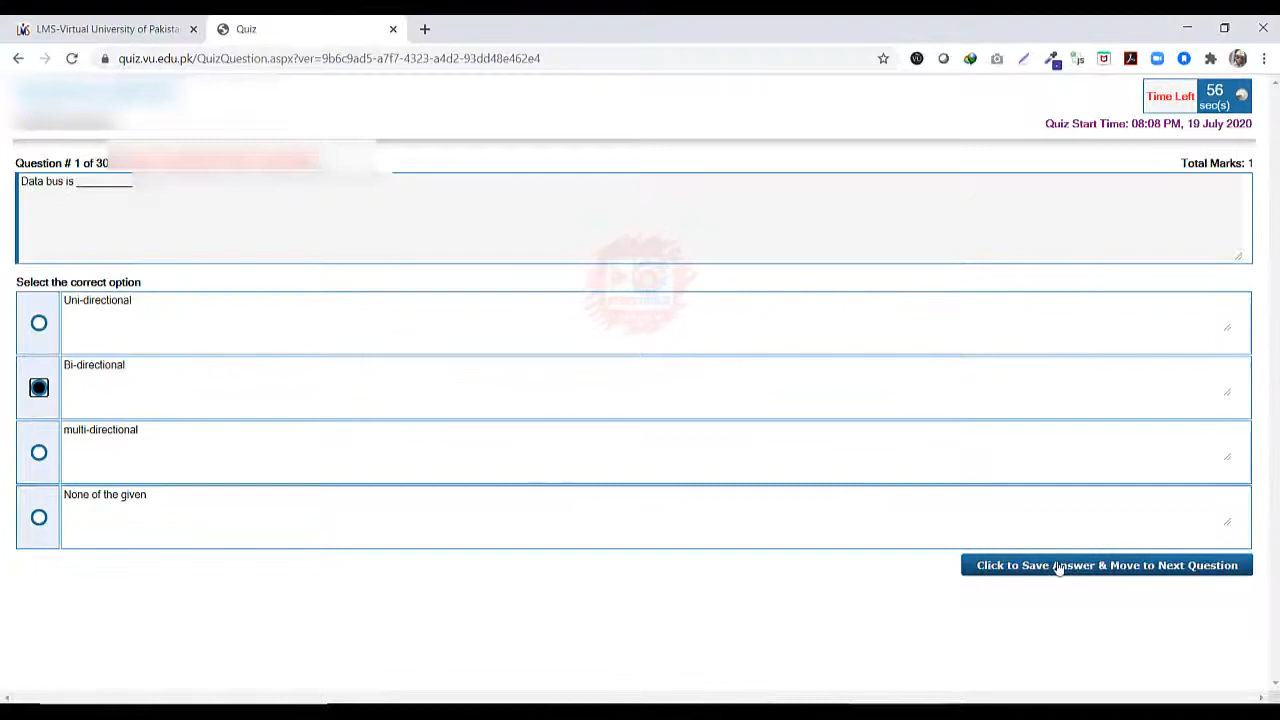 LMS-Virtual University of Pakista
Quiz
quiz.vu.edu.pk/QuizQuestion.aspx?ver=9b6c9ad5-a7f7-4323-a4d2-93dd48e462e4
Time Left 56 sec(s)
Quiz Start Time: 08:08 PM, 19 July 2020
Question # 1 of 30
Total Marks: 1
Data bus is __________
Select the correct option
Uni-directional
Bi-directional
multi-directional
None of the given
Click to Save Answer & Move to Next Question